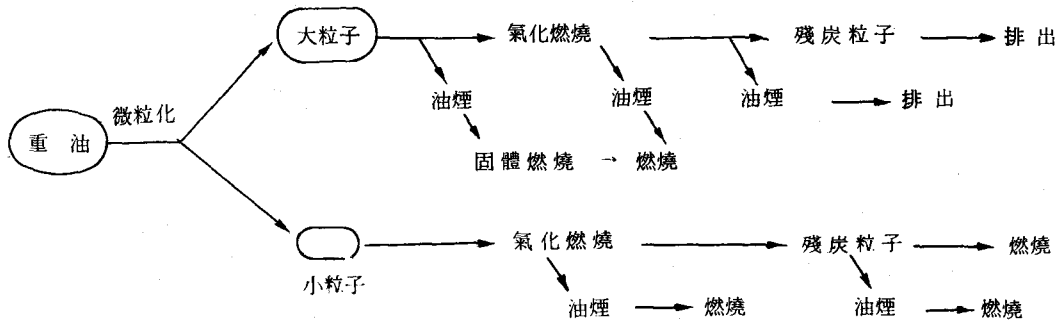 大粒子 → 氣化燃燒 → 殘炭粒子 → 排出
油煙 油煙 油煙 → 排出
微粒化
重油
固體燃燒 → 燃燒
氣化燃燒 → 殘炭粒子 → 燃燒
小粒子
油煙 → 燃燒 油煙 → 燃燒